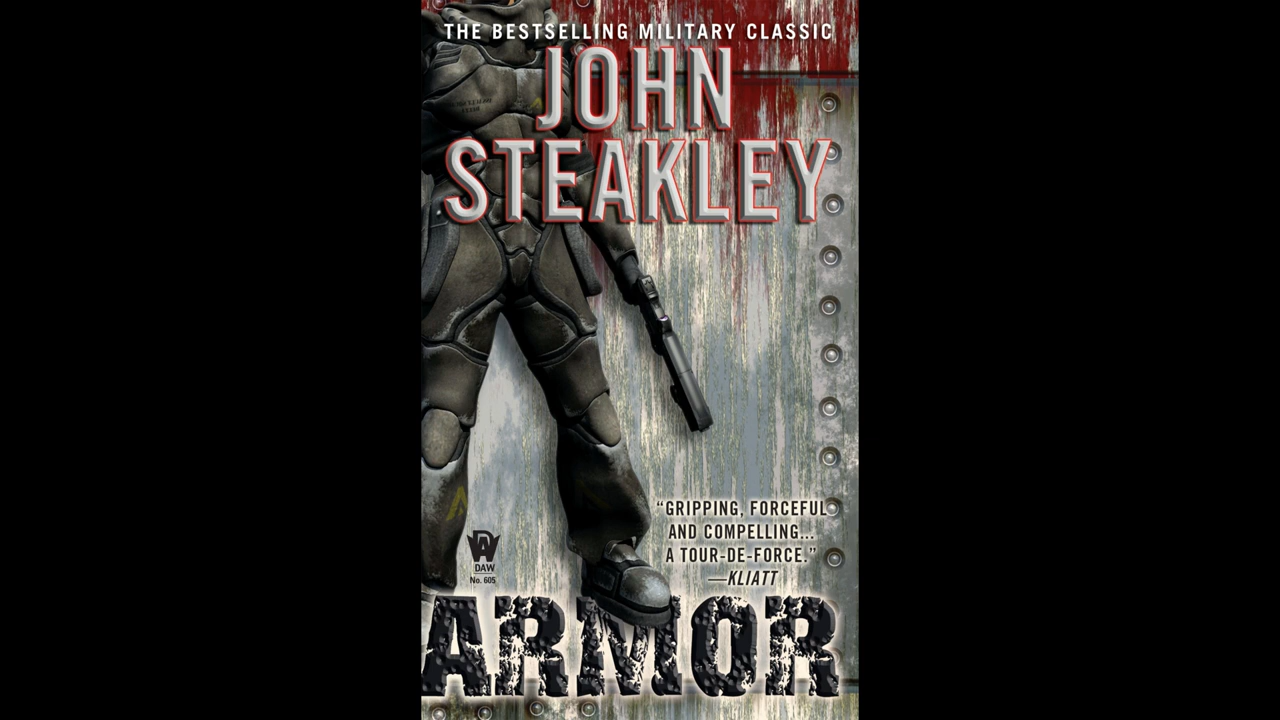 THE BESTSELLING MILITARY CLASSIC
JOHN
STEAKLEY
“GRIPPING, FORCEFUL
AND COMPELLING...
A TOUR-DE-FORCE.”
—KLIATT
DAW
No. 605
ARMOR